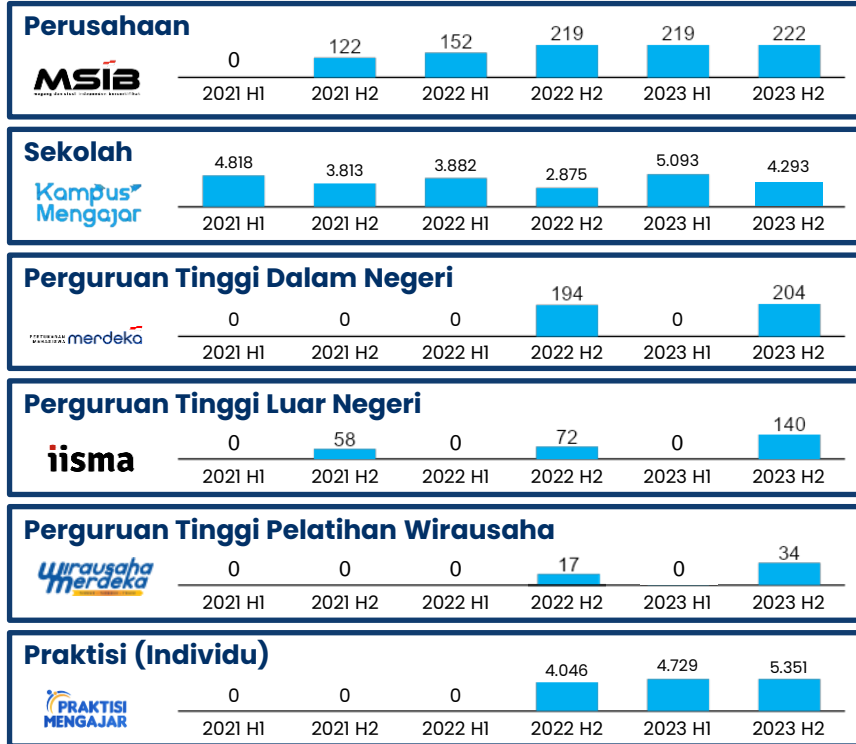 Perusahaan
MSIB
0 122 152 219 219 222
2021 H1 2021 H2 2022 H1 2022 H2 2023 H1 2023 H2
Sekolah
Kampus
Mengajar
4.818 3.813 3.882 2.875 5.093 4.293
2021 H1 2021 H2 2022 H1 2022 H2 2023 H1 2023 H2
Perguruan Tinggi Dalam Negeri
merdeka
0 0 0 194 0 204
2021 H1 2021 H2 2022 H1 2022 H2 2023 H1 2023 H2
Perguruan Tinggi Luar Negeri
iisma
0 58 0 72 0 140
2021 H1 2021 H2 2022 H1 2022 H2 2023 H1 2023 H2
Perguruan Tinggi Pelatihan Wirausaha
Wirausaha
merdeka
0 0 0 17 0 34
2021 H1 2021 H2 2022 H1 2022 H2 2023 H1 2023 H2
Praktisi (Individu)
PRAKTISI
MENGAJAR
0 0 0 4.046 4.729 5.351
2021 H1 2021 H2 2022 H1 2022 H2 2023 H1 2023 H2